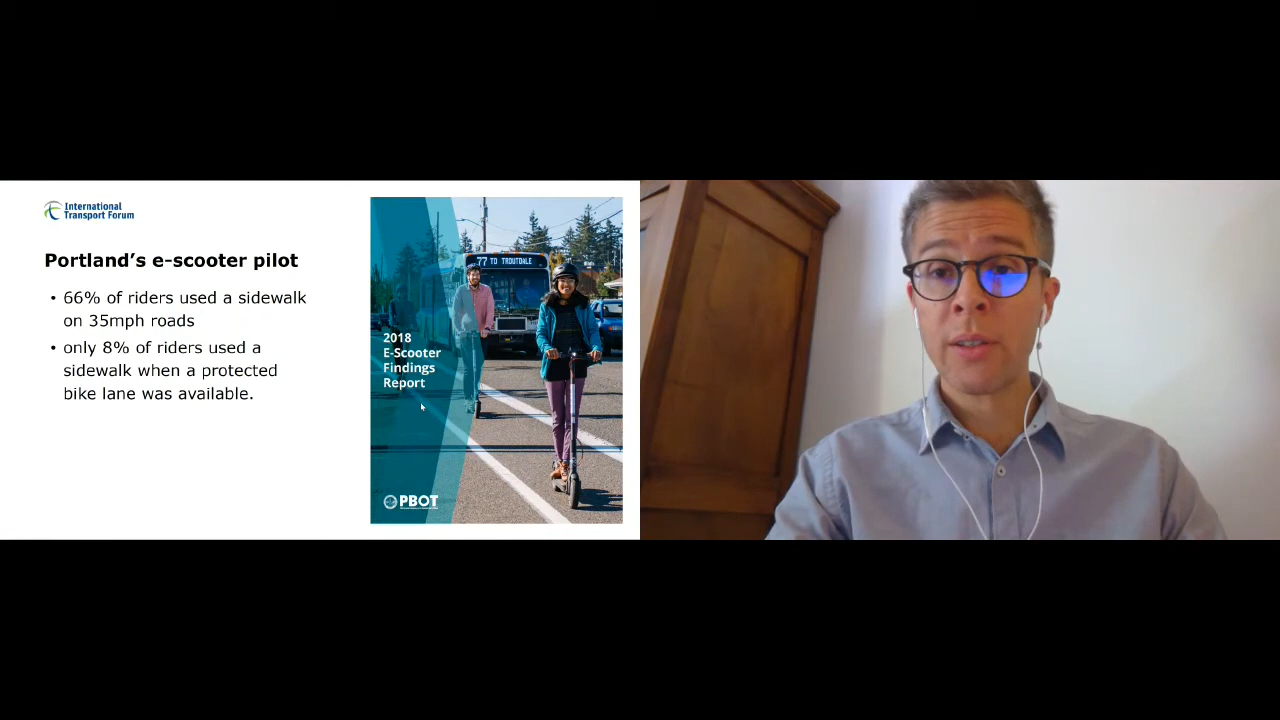 International
Transport Forum
Portland's e-scooter pilot
• 66% of riders used a sidewalk
on 35mph roads
• only 8% of riders used a
sidewalk when a protected
bike lane was available.
77 TO TROUTDALE
2018
E-Scooter
Findings
Report
PBOT